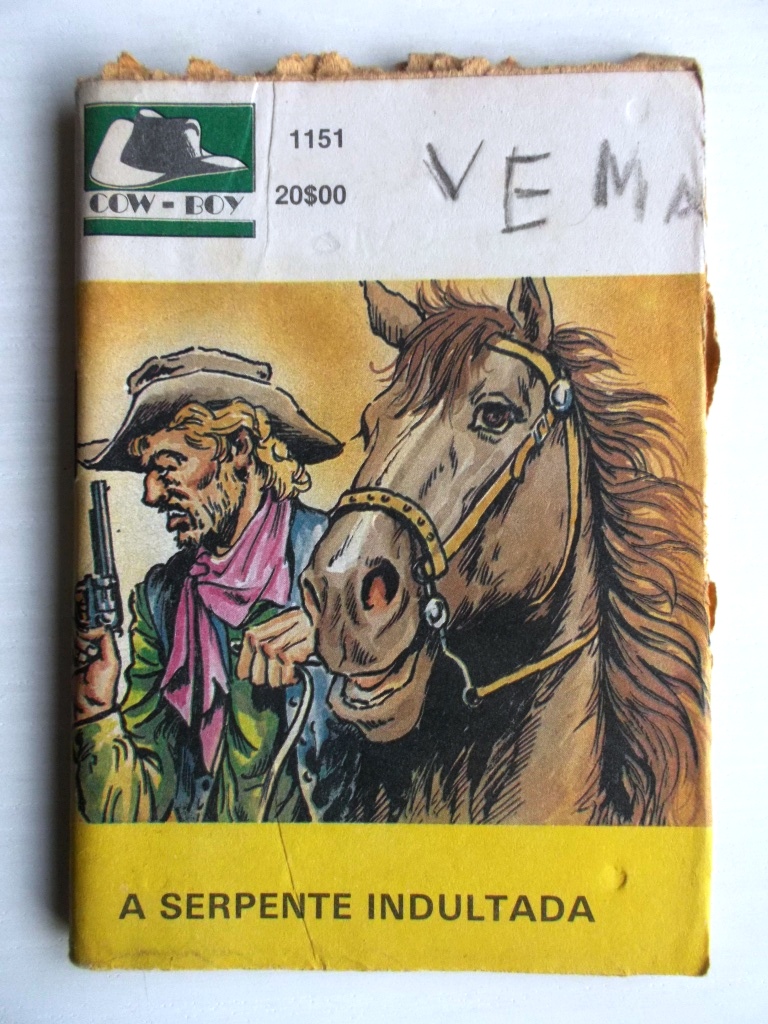 1151
VEMA
20$00
COW-BOY
A SERPENTE INDULTADA